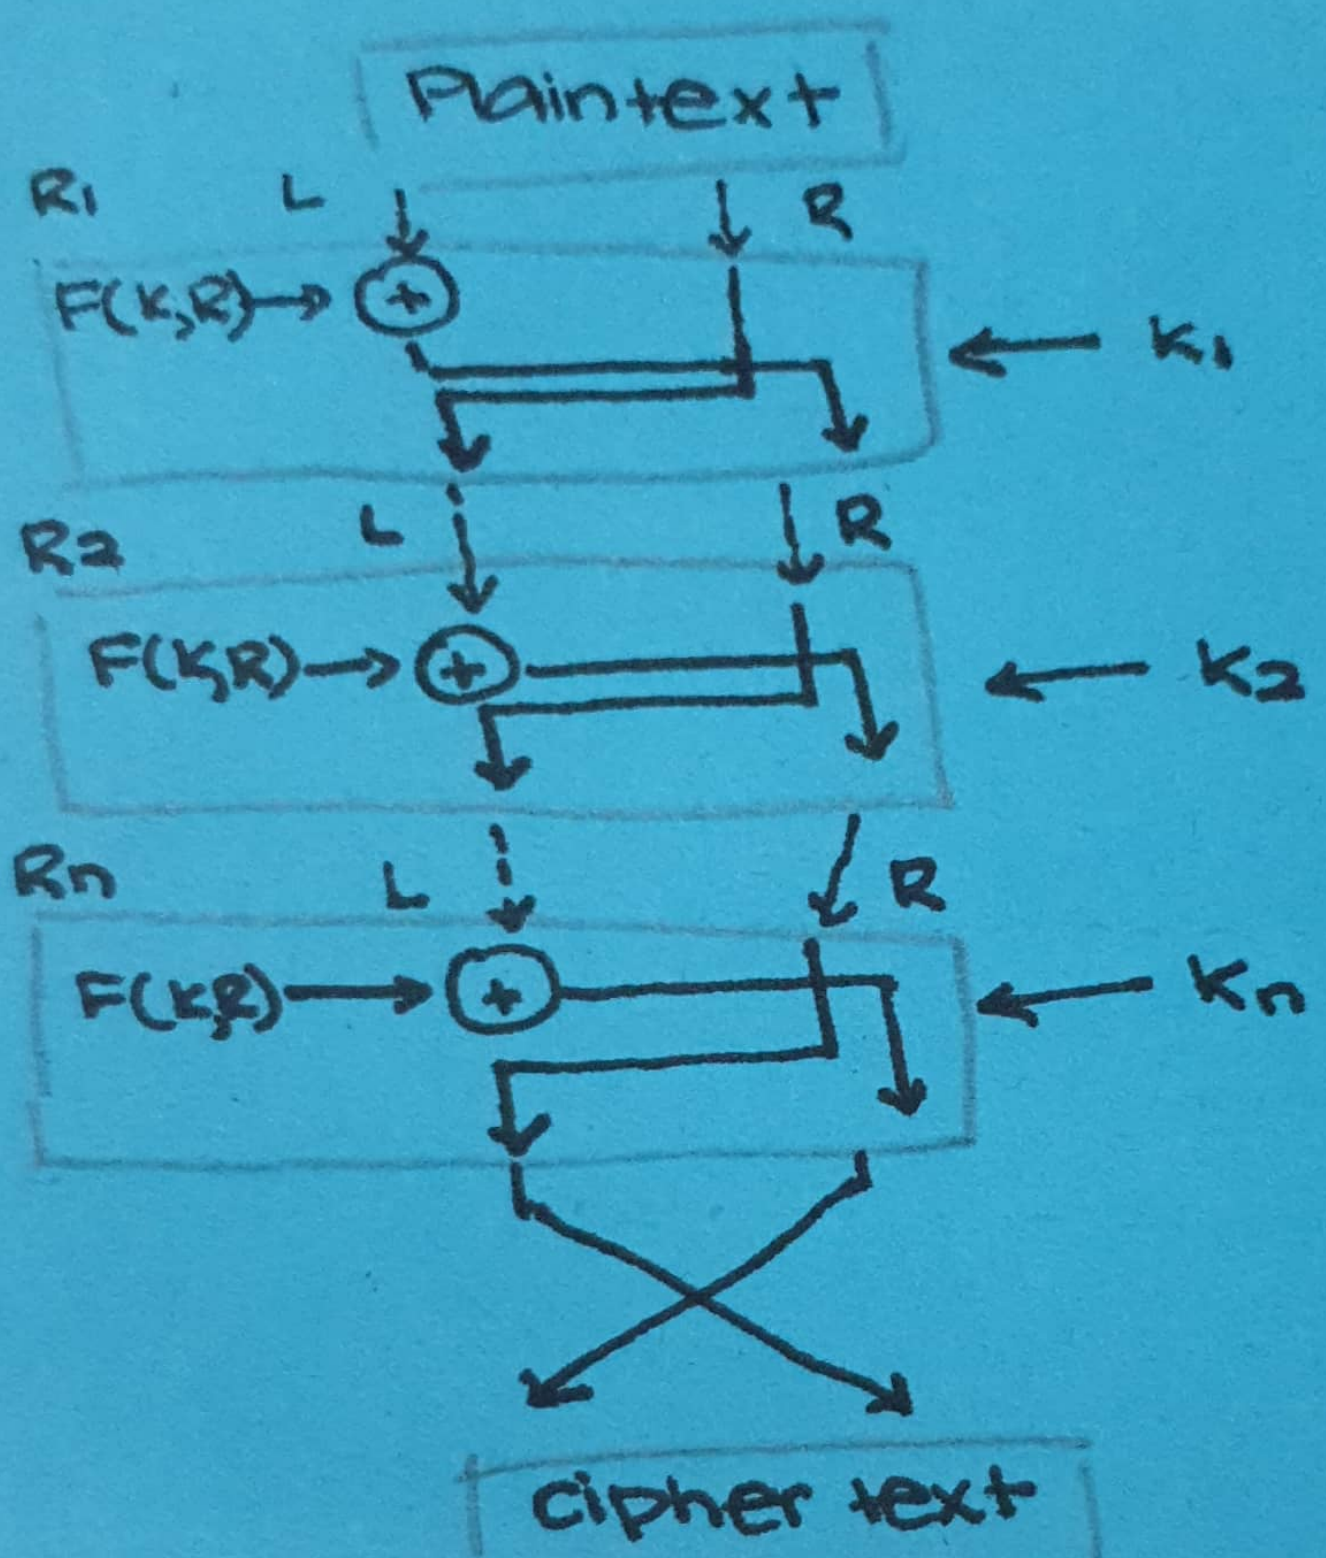 Plaintext
R1 L R
F(K,R) + K1
L R
R2
F(K,R) + K2
Rn L R
F(K,R) + Kn
cipher text